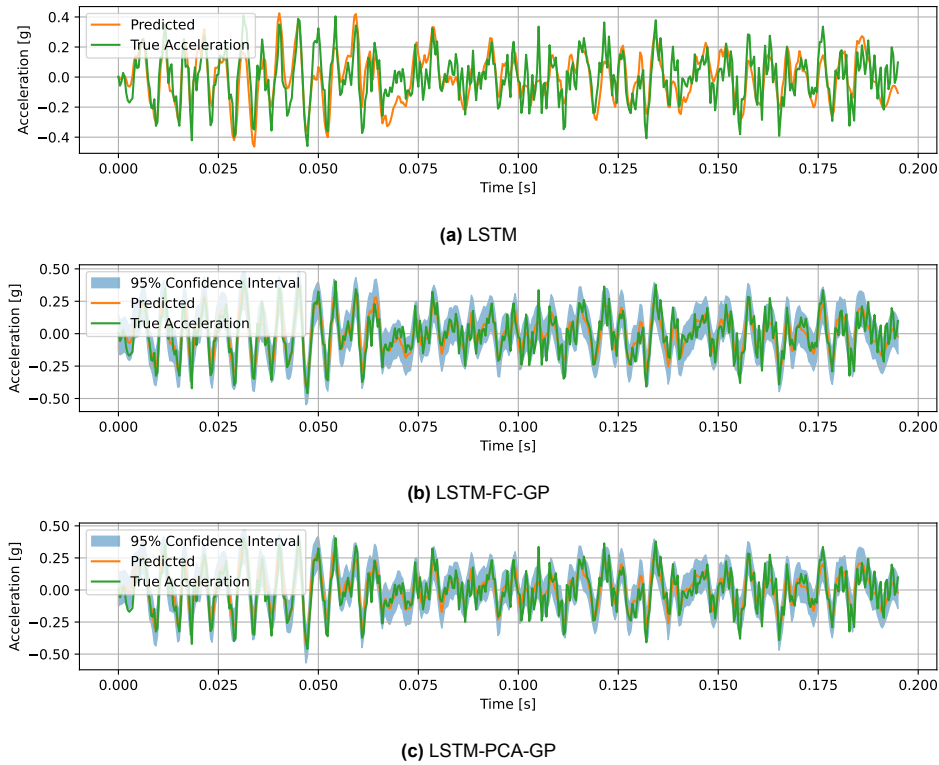 0.4
0.2
0.0
−0.2
−0.4
Acceleration [g]
Predicted
True Acceleration
0.000 0.025 0.050 0.075 0.100 0.125 0.150 0.175 0.200
Time [s]
(a) LSTM
0.50
0.25
0.00
−0.25
−0.50
Acceleration [g]
95% Confidence Interval
Predicted
True Acceleration
0.000 0.025 0.050 0.075 0.100 0.125 0.150 0.175 0.200
Time [s]
(b) LSTM-FC-GP
0.50
0.25
0.00
−0.25
−0.50
Acceleration [g]
95% Confidence Interval
Predicted
True Acceleration
0.000 0.025 0.050 0.075 0.100 0.125 0.150 0.175 0.200
Time [s]
(c) LSTM-PCA-GP